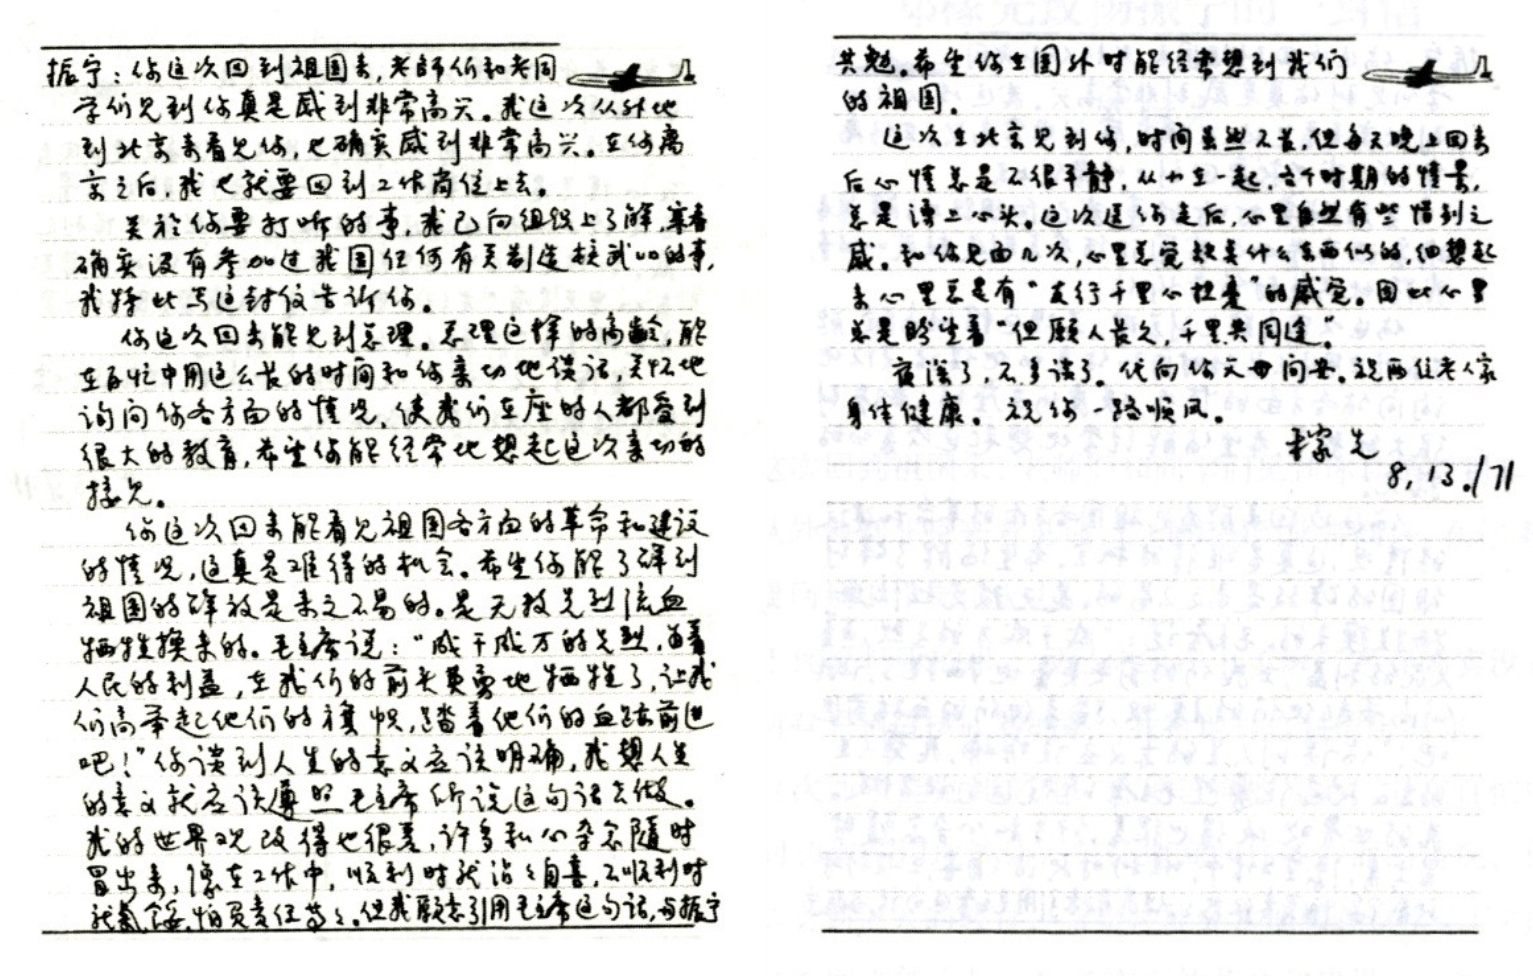 振宁：你这次回到祖国来，老師们和老同
学们见到你真是感到非常高兴。我这次从外地
到北京来看见你，也确实感到非常高兴。在你离
京之后，我也就要回到工作岗位上去。
关於你要打听的事，我已向组织上了解，寒春
确实没有参加过我国任何有关制造核武口的事，
我特此写这封信告诉你。
你这次回来能见到总理。总理这样的高龄，能
在百忙中用这么长的时间和你亲切地谈话，关怀地
询问你各方面的情况，使我们在座的人都受到
很大的教育，希望你能经常地想起这次亲切的
接见。
你这次回来能看见祖国各方面的革命和建设
的情况，这真是难得的机会。希望你能了解到
祖国的解放是来之不易的。是无数先烈流血
牺牲换来的。毛主席说：“成千成万的先烈，为着
人民的利益，在我们的前头英勇地牺牲了，让我
们高举起他们的旗帜，踏着他们的血迹前进
吧！”你谈到人生的意义应该明确，我想人生
的意义就应该遵照毛主席所说这句话去做。
我的世界观改得也很差，许多私心杂念随时
冒出来，像在工作中，顺利时就沾沾自喜，不顺利时
就氣馁，怕负责任等等。但我愿意引用毛主席这句话，与振宁
共勉。希望你在国外时能经常想到我们
的祖国。
这次在北京见到你，时间虽然不长，但每天晚上回来
后心情总是不很平静，从小在一起，各个时期的情景，
总是涌上心头。这次送你走后，心里自然有些惜别之
感。和你见面几次，心里总觉缺些什么东西似的，细想起
来心里总是有“友行千里心担忧”的感觉。因此心里
总是盼望着“但愿人长久，千里共同途”。
夜深了，不多谈了。代向你父母问安。祝两位老人家
身体健康。祝你一路顺风。
稼先
8，13./71